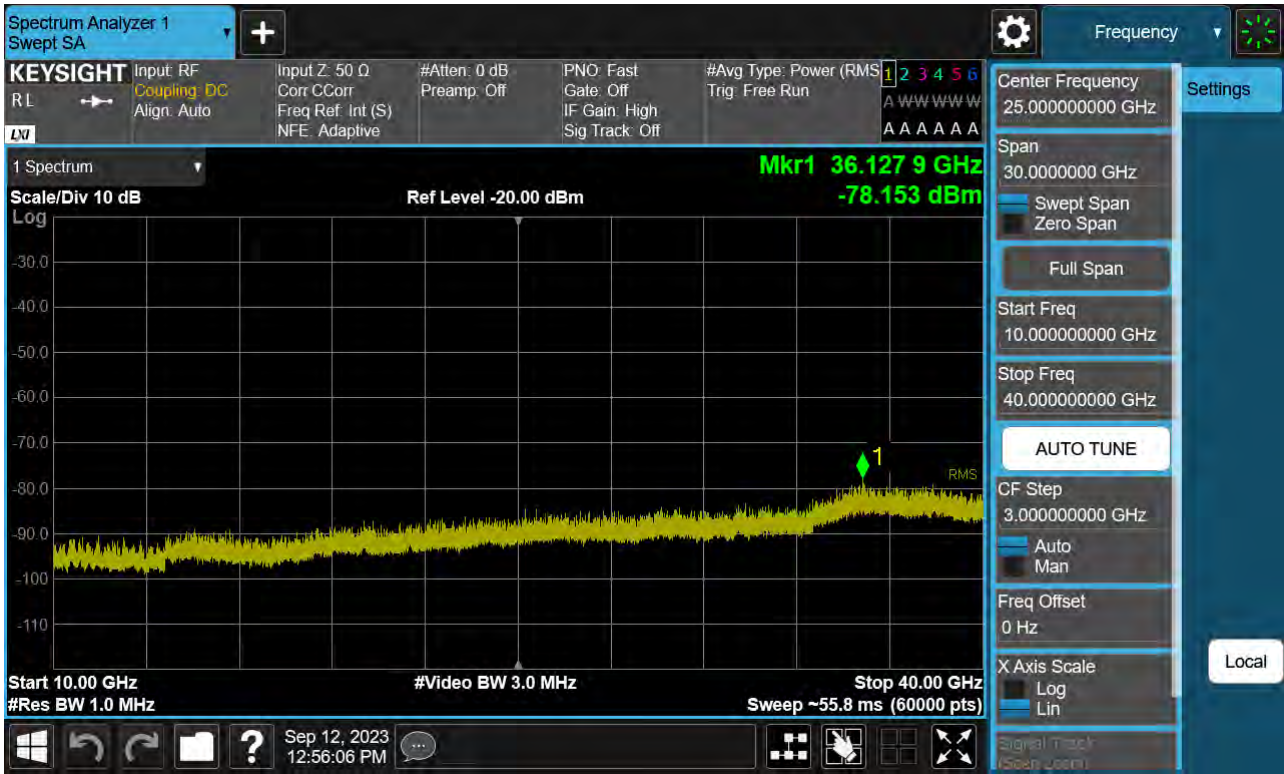 Spectrum Analyzer 1
Swept SA
Frequency
KEYSIGHT
RL
LXI
Input: RF
Coupling: DC
Align: Auto
Input Z: 50 Ω
Corr CCorr
Freq Ref: Int (S)
NFE: Adaptive
#Atten: 0 dB
Preamp: Off
PNO: Fast
Gate: Off
IF Gain: High
Sig Track: Off
#Avg Type: Power (RMS
Trig: Free Run
1 2 3 4 5 6
A W W W W W
A A A A A A
1 Spectrum
Mkr1 36.127 9 GHz
Scale/Div 10 dB
Ref Level -20.00 dBm
-78.153 dBm
Log
-30.0
-40.0
-50.0
-60.0
-70.0
1
RMS
-80.0
-90.0
-100
-110
Start 10.00 GHz
#Video BW 3.0 MHz
Stop 40.00 GHz
#Res BW 1.0 MHz
Sweep ~55.8 ms (60000 pts)
Center Frequency
25.000000000 GHz
Settings
Span
30.0000000 GHz
Swept Span
Zero Span
Full Span
Start Freq
10.000000000 GHz
Stop Freq
40.000000000 GHz
AUTO TUNE
CF Step
3.000000000 GHz
Auto
Man
Freq Offset
0 Hz
X Axis Scale
Log
Lin
Local
Signal Track
(Span Zoom)
?
Sep 12, 2023
12:56:06 PM